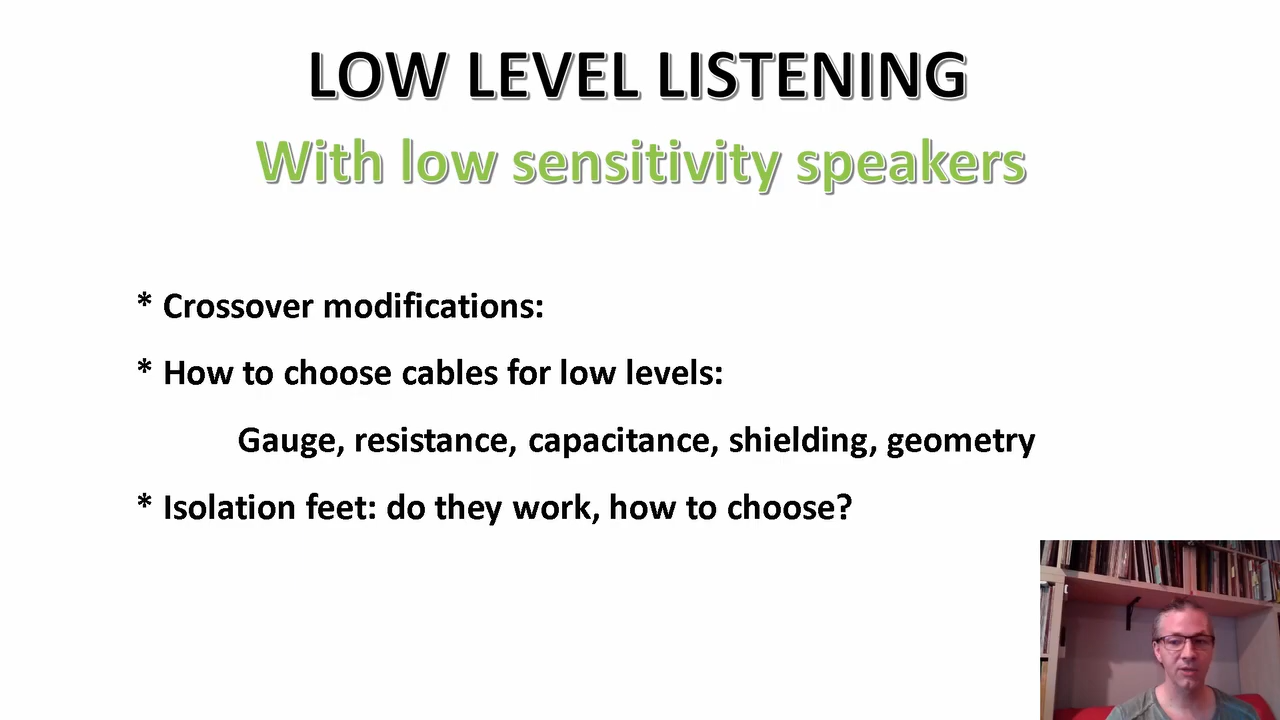 LOW LEVEL LISTENING
With low sensitivity speakers
* Crossover modifications:
* How to choose cables for low levels:
Gauge, resistance, capacitance, shielding, geometry
* Isolation feet: do they work, how to choose?